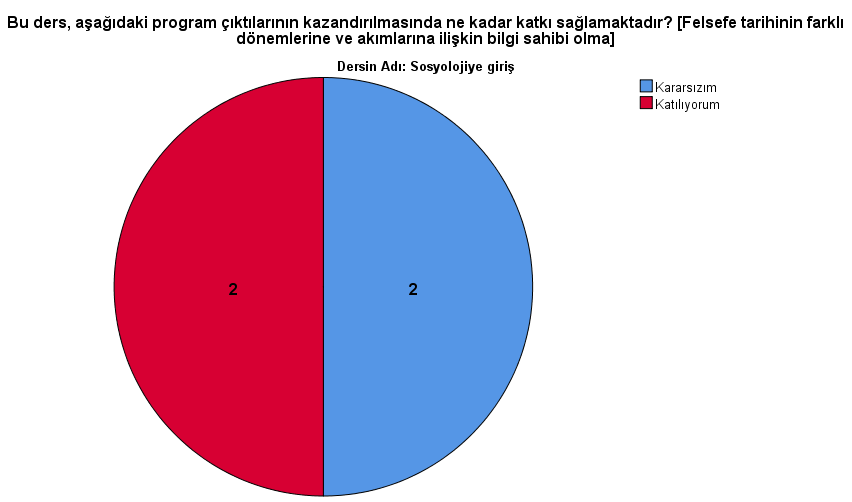 Bu ders, aşağıdaki program çıktılarının kazandırılmasında ne kadar katkı sağlamaktadır? [Felsefe tarihinin farklı
dönemlerine ve akımlarına ilişkin bilgi sahibi olma]
Dersin Adı: Sosyolojiye giriş
Kararsızım
Katılıyorum
2
2